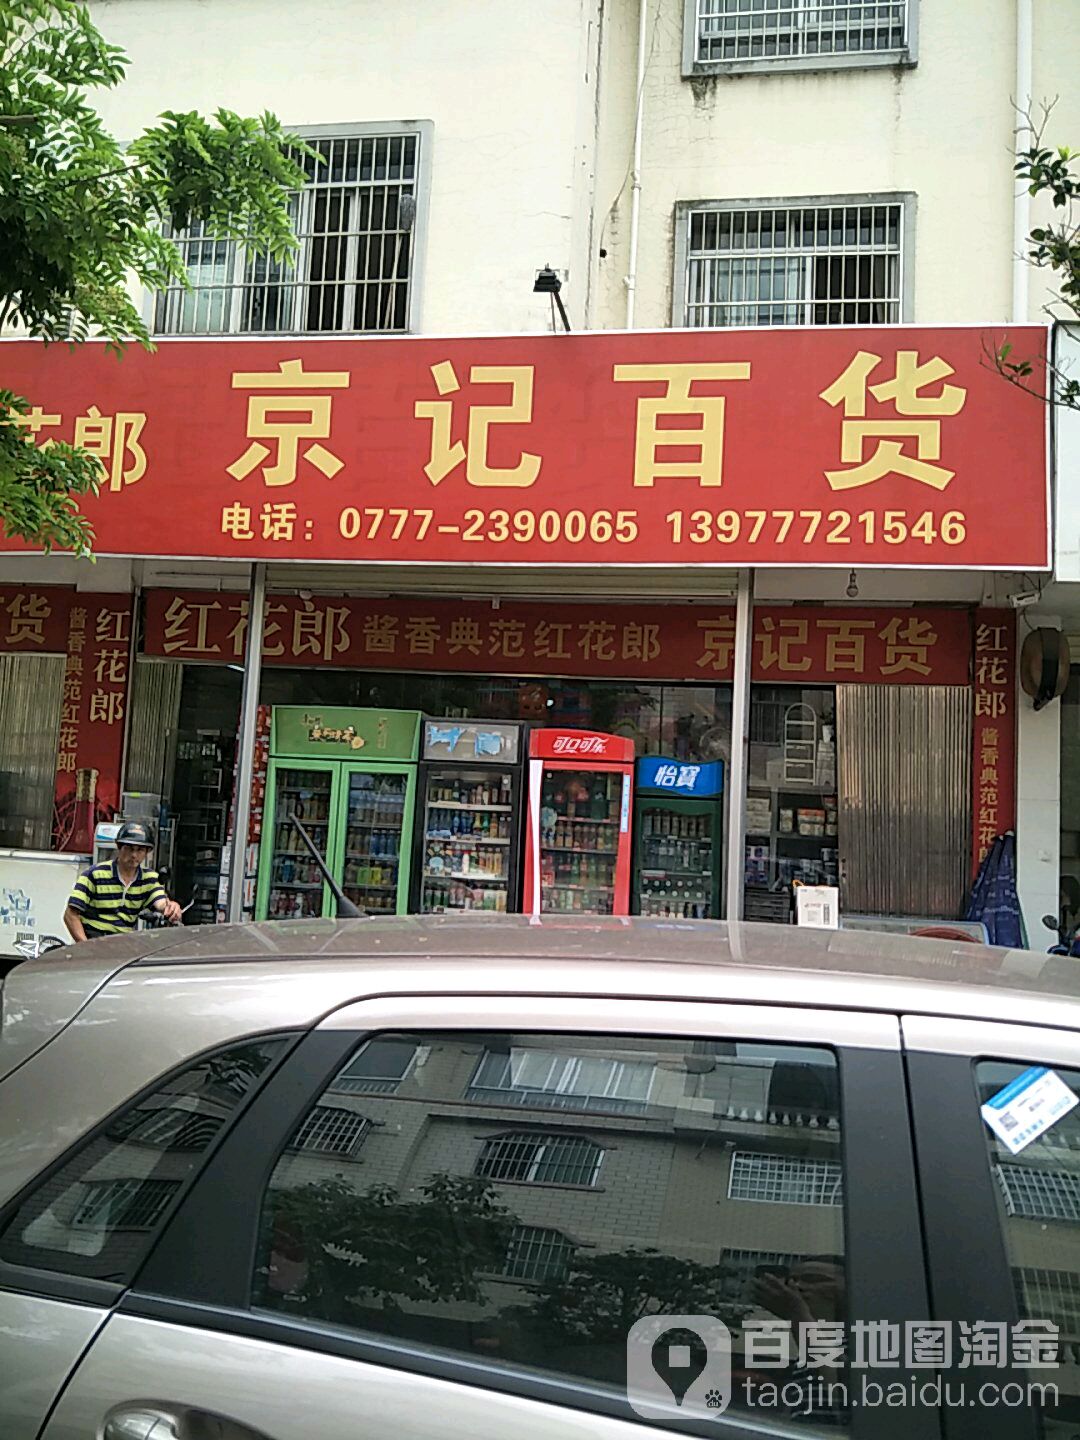 花郎 京记百货
电话：0777-2390065 13977721546
百货
酱香典范红花郎
红花郎
红花郎 酱香典范红花郎 京记百货
红花郎
酱香典范红花郎
可口可乐
怡寶
百度地图淘金
taojin.baidu.com